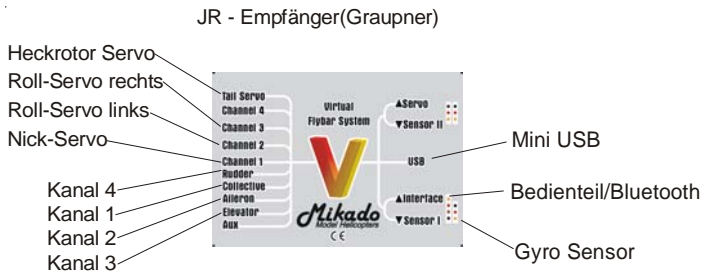 JR - Empfänger(Graupner)
Heckrotor Servo
Roll-Servo rechts
Roll-Servo links
Nick-Servo
Kanal 4
Kanal 1
Kanal 2
Kanal 3
Tail Servo
Channel 4
Channel 3
Channel 2
Channel 1
Rudder
Collective
Aileron
Elevator
Aux
Virtual
Flybar System
V
Mikado
Model Helicopters
CE
▲Servo
▼Sensor II
USB
▲Interface
▼Sensor I
Mini USB
Bedienteil/Bluetooth
Gyro Sensor